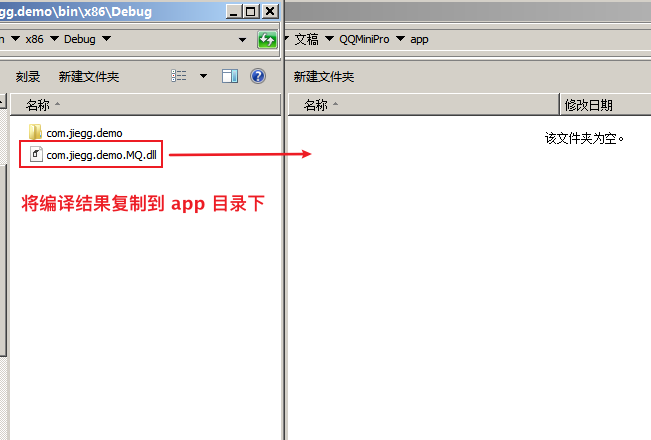 egg.demo\bin\x86\Debug
n x86 Debug
刻录 新建文件夹
名称
com.jiegg.demo
com.jiegg.demo.MQ.dll
将编译结果复制到 app 目录下
文稿 QQMiniPro app
新建文件夹
名称 修改日期
该文件夹为空。